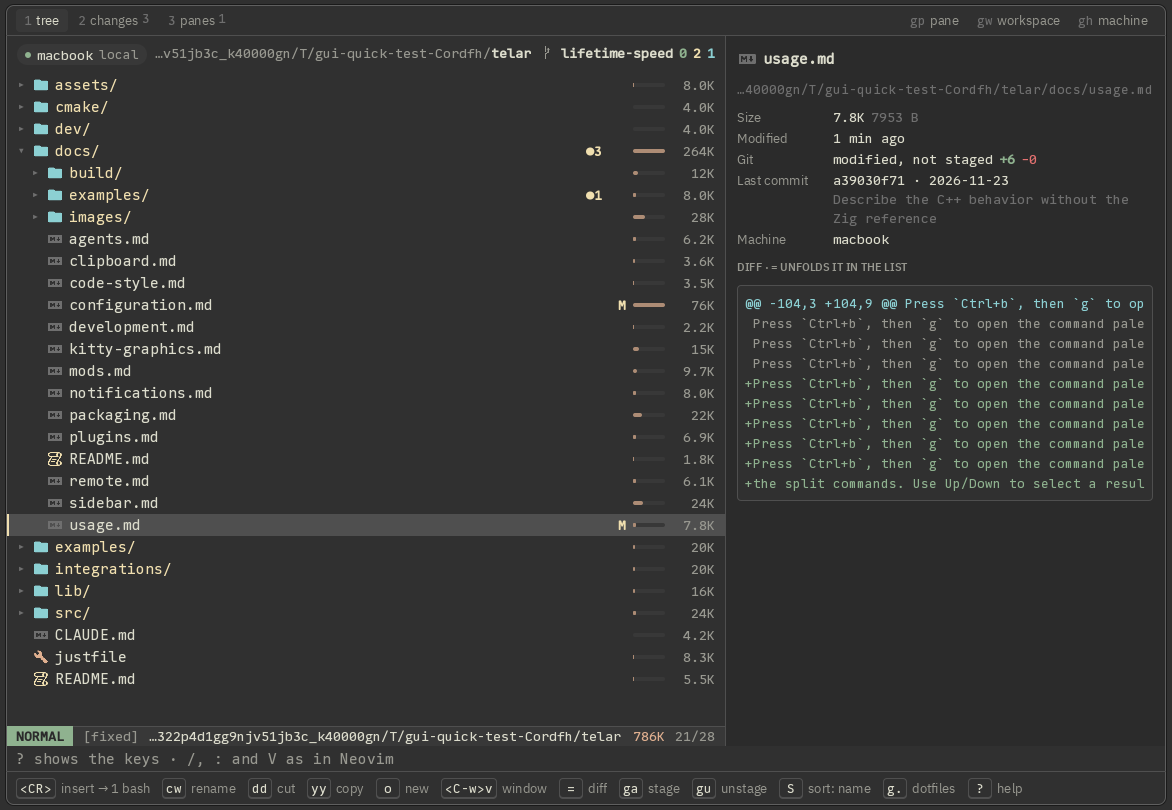 1 tree 2 changes 3 3 panes 1 gp pane gw workspace gh machine
macbook local …v51jb3c_k40000gn/T/gui-quick-test-Cordfh/telar lifetime-speed 0 2 1
assets/ 8.0K
cmake/ 4.0K
dev/ 4.0K
docs/ ●3 264K
build/ 12K
examples/ ●1 8.0K
images/ 28K
agents.md 6.2K
clipboard.md 3.6K
code-style.md 3.5K
configuration.md M 76K
development.md 2.2K
kitty-graphics.md 15K
mods.md 9.7K
notifications.md 8.0K
packaging.md 22K
plugins.md 6.9K
README.md 1.8K
remote.md 6.1K
sidebar.md 24K
usage.md M 7.8K
examples/ 20K
integrations/ 20K
lib/ 16K
src/ 24K
CLAUDE.md 4.2K
justfile 8.3K
README.md 5.5K
usage.md
…40000gn/T/gui-quick-test-Cordfh/telar/docs/usage.md
Size 7.8K 7953 B
Modified 1 min ago
Git modified, not staged +6 -0
Last commit a39030f71 · 2026-11-23
Describe the C++ behavior without the
Zig reference
Machine macbook
DIFF · = UNFOLDS IT IN THE LIST
@@ -104,3 +104,9 @@ Press `Ctrl+b`, then `g` to op
Press `Ctrl+b`, then `g` to open the command pale
Press `Ctrl+b`, then `g` to open the command pale
Press `Ctrl+b`, then `g` to open the command pale
+Press `Ctrl+b`, then `g` to open the command pale
+Press `Ctrl+b`, then `g` to open the command pale
+Press `Ctrl+b`, then `g` to open the command pale
+Press `Ctrl+b`, then `g` to open the command pale
+Press `Ctrl+b`, then `g` to open the command pale
+the split commands. Use Up/Down to select a resul
NORMAL [fixed] …322p4d1gg9njv51jb3c_k40000gn/T/gui-quick-test-Cordfh/telar 786K 21/28
? shows the keys · /, : and V as in Neovim
<CR> insert → 1 bash cw rename dd cut yy copy o new <C-w>v window = diff ga stage gu unstage S sort: name g. dotfiles ? help